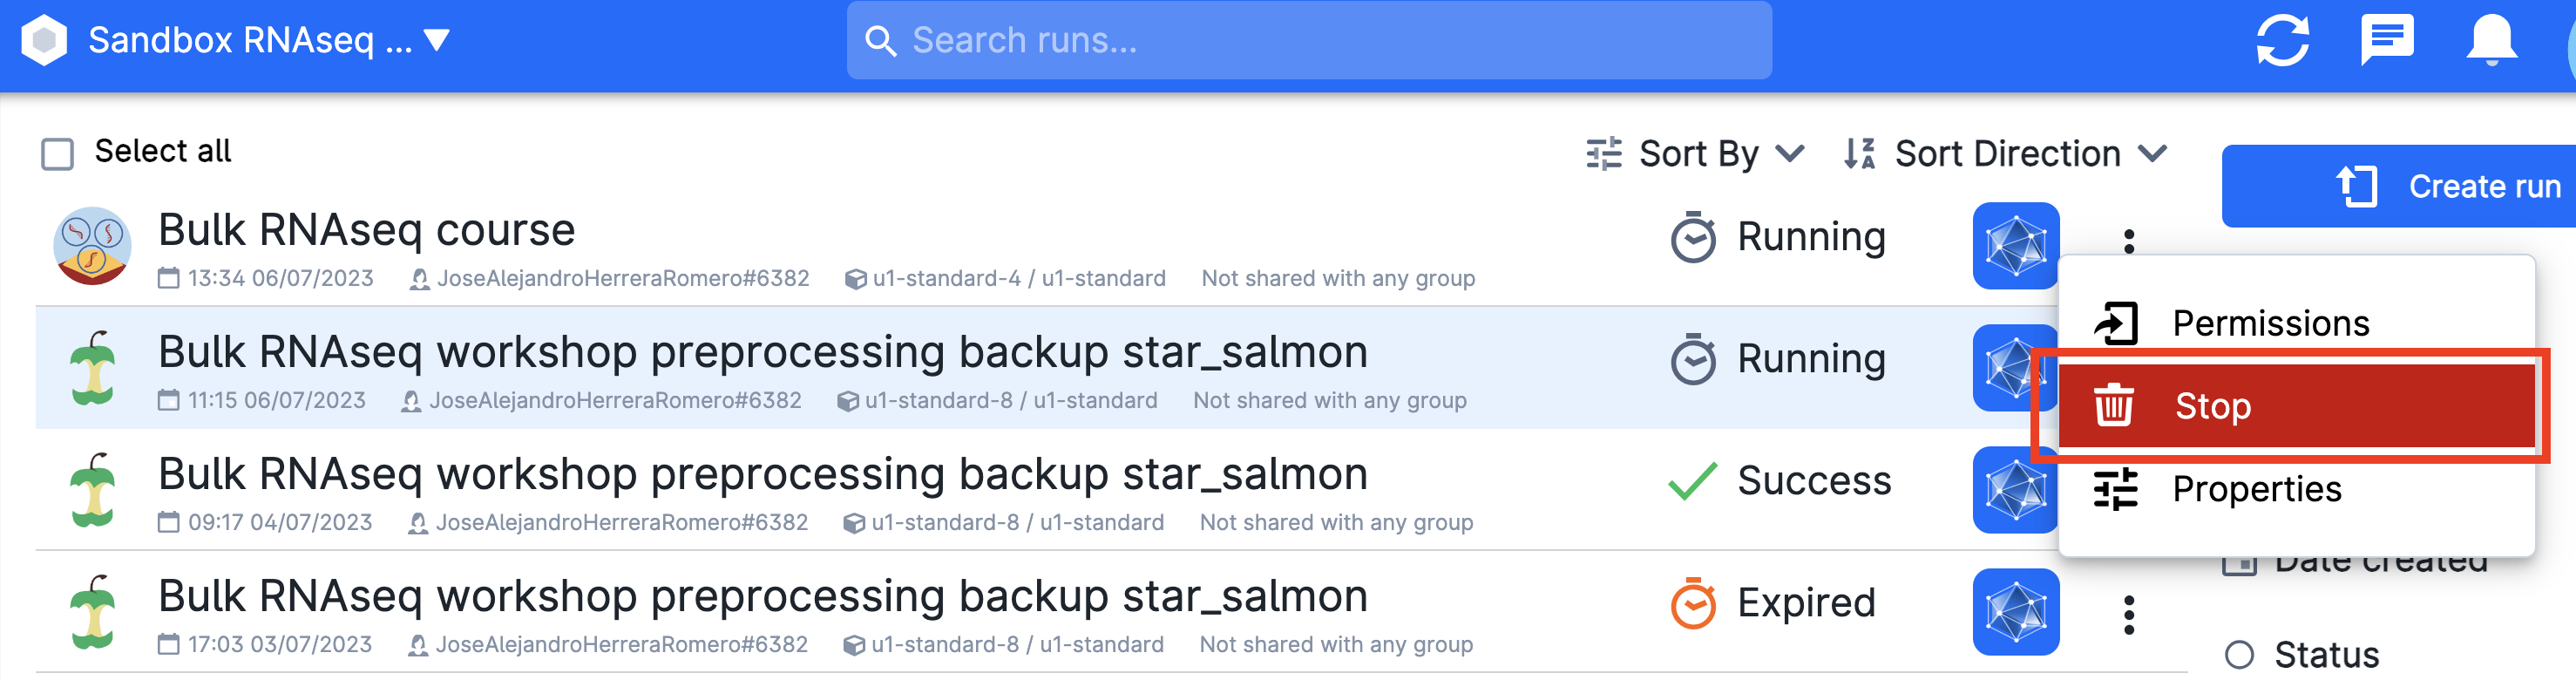 Sandbox RNAseq ...
Search runs...
Select all
Sort By
Sort Direction
Create run
Bulk RNAseq course
Running
13:34 06/07/2023 JoseAlejandroHerreraRomero#6382 u1-standard-4 / u1-standard Not shared with any group
Permissions
Bulk RNAseq workshop preprocessing backup star_salmon
Running
11:15 06/07/2023 JoseAlejandroHerreraRomero#6382 u1-standard-8 / u1-standard Not shared with any group
Stop
Bulk RNAseq workshop preprocessing backup star_salmon
Success
Properties
09:17 04/07/2023 JoseAlejandroHerreraRomero#6382 u1-standard-8 / u1-standard Not shared with any group
Date created
Bulk RNAseq workshop preprocessing backup star_salmon
Expired
17:03 03/07/2023 JoseAlejandroHerreraRomero#6382 u1-standard-8 / u1-standard Not shared with any group
Status